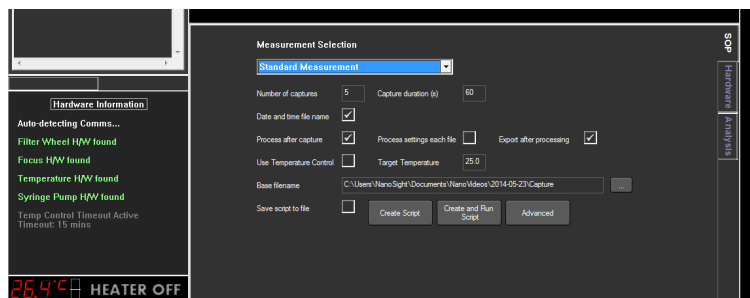 Measurement Selection
Standard Measurement
Number of captures 5 Capture duration (s) 60
Date and time file name
Process after capture Process settings each file Export after processing
Use Temperature Control Target Temperature 25.0
Base filename C:\Users\NanoSight\Documents\NanoVideos\2014-05-23\Capture ...
Save script to file Create Script Create and Run Script Advanced
SOP
Hardware
Analysis
Hardware Information
Auto-detecting Comms...
Filter Wheel H/W found
Focus H/W found
Temperature H/W found
Syringe Pump H/W found
Temp Control Timeout Active
Timeout: 15 mins
26.4°C HEATER OFF